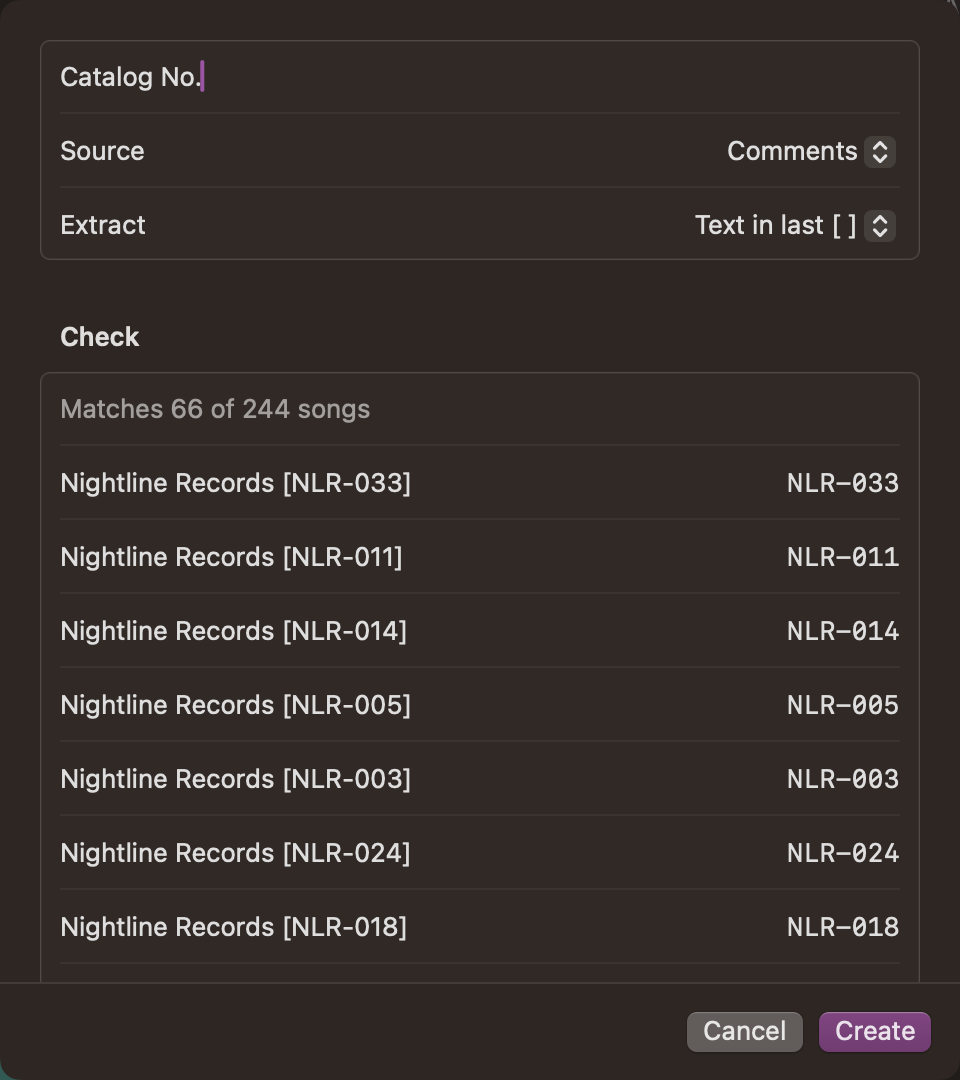 Catalog No.
Source Comments
Extract Text in last [ ]
Check
Matches 66 of 244 songs
Nightline Records [NLR-033] NLR-033
Nightline Records [NLR-011] NLR-011
Nightline Records [NLR-014] NLR-014
Nightline Records [NLR-005] NLR-005
Nightline Records [NLR-003] NLR-003
Nightline Records [NLR-024] NLR-024
Nightline Records [NLR-018] NLR-018
Cancel Create